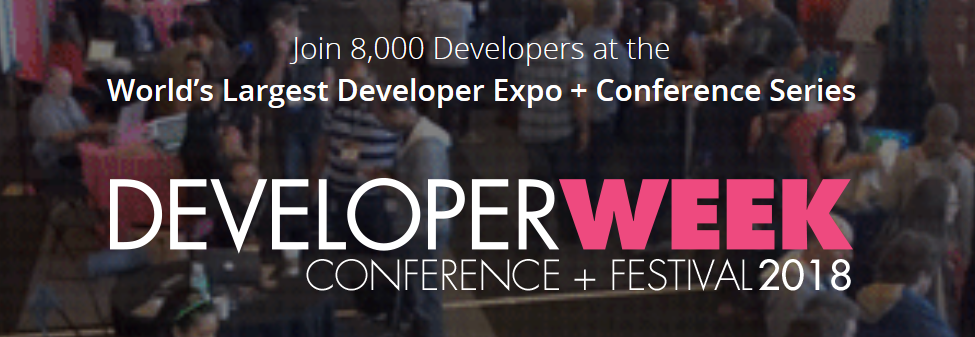 Join 8,000 Developers at the
World's Largest Developer Expo + Conference Series
DEVELOPERWEEK
CONFERENCE + FESTIVAL 2018